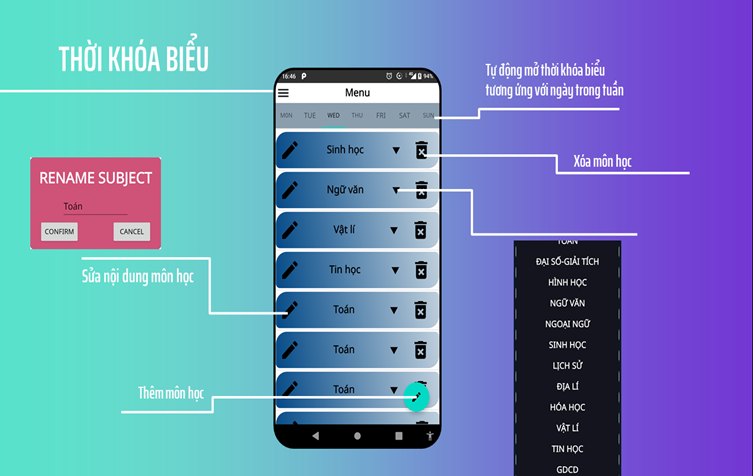 THỜI KHÓA BIỂU
Tự động mở thời khóa biểu
tương ứng với ngày trong tuần
16:46
94%
Menu
MON TUE WED THU FRI SAT SUN
Sinh học
Xóa môn học
RENAME SUBJECT
Toán
CONFIRM CANCEL
Ngữ văn
Vật lí
Tin học
Sửa nội dung môn học
Toán
Toán
Toán
Thêm môn học
TOÁN
ĐẠI SỐ-GIẢI TÍCH
HÌNH HỌC
NGỮ VĂN
NGOẠI NGỮ
SINH HỌC
LỊCH SỬ
ĐỊA LÍ
HÓA HỌC
VẬT LÍ
TIN HỌC
GDCD